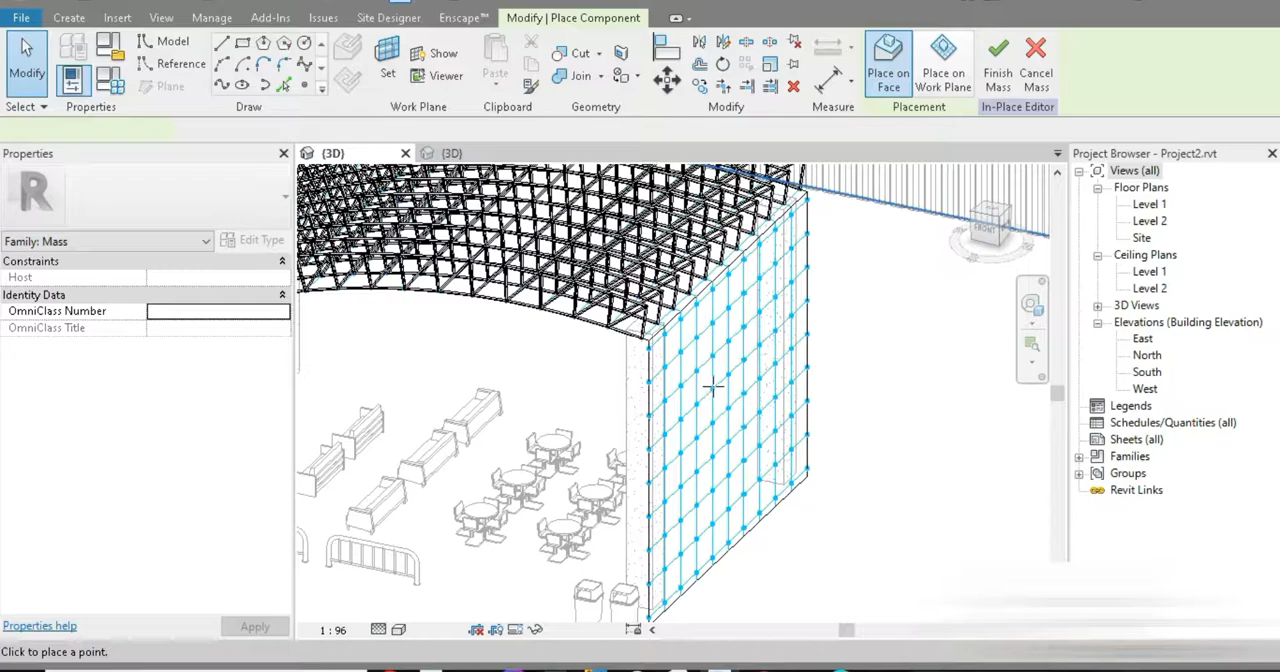 File Create Insert View Manage Add-Ins Issues Site Designer Enscape™ Modify | Place Component
Modify
Select
Properties
Model
Reference
Plane
Draw
Set
Show
Viewer
Work Plane
Paste
Clipboard
Cut
Join
Geometry
Modify
Measure
Place on Face
Place on Work Plane
Placement
Finish Mass
Cancel Mass
In-Place Editor
Properties
R
Family: Mass
Edit Type
Constraints
Host
Identity Data
OmniClass Number
OmniClass Title
Properties help
Apply
{3D}
{3D}
FRONT
1 : 96
Project Browser - Project2.rvt
Views (all)
Floor Plans
Level 1
Level 2
Site
Ceiling Plans
Level 1
Level 2
3D Views
Elevations (Building Elevation)
East
North
South
West
Legends
Schedules/Quantities (all)
Sheets (all)
Families
Groups
Revit Links
Click to place a point.